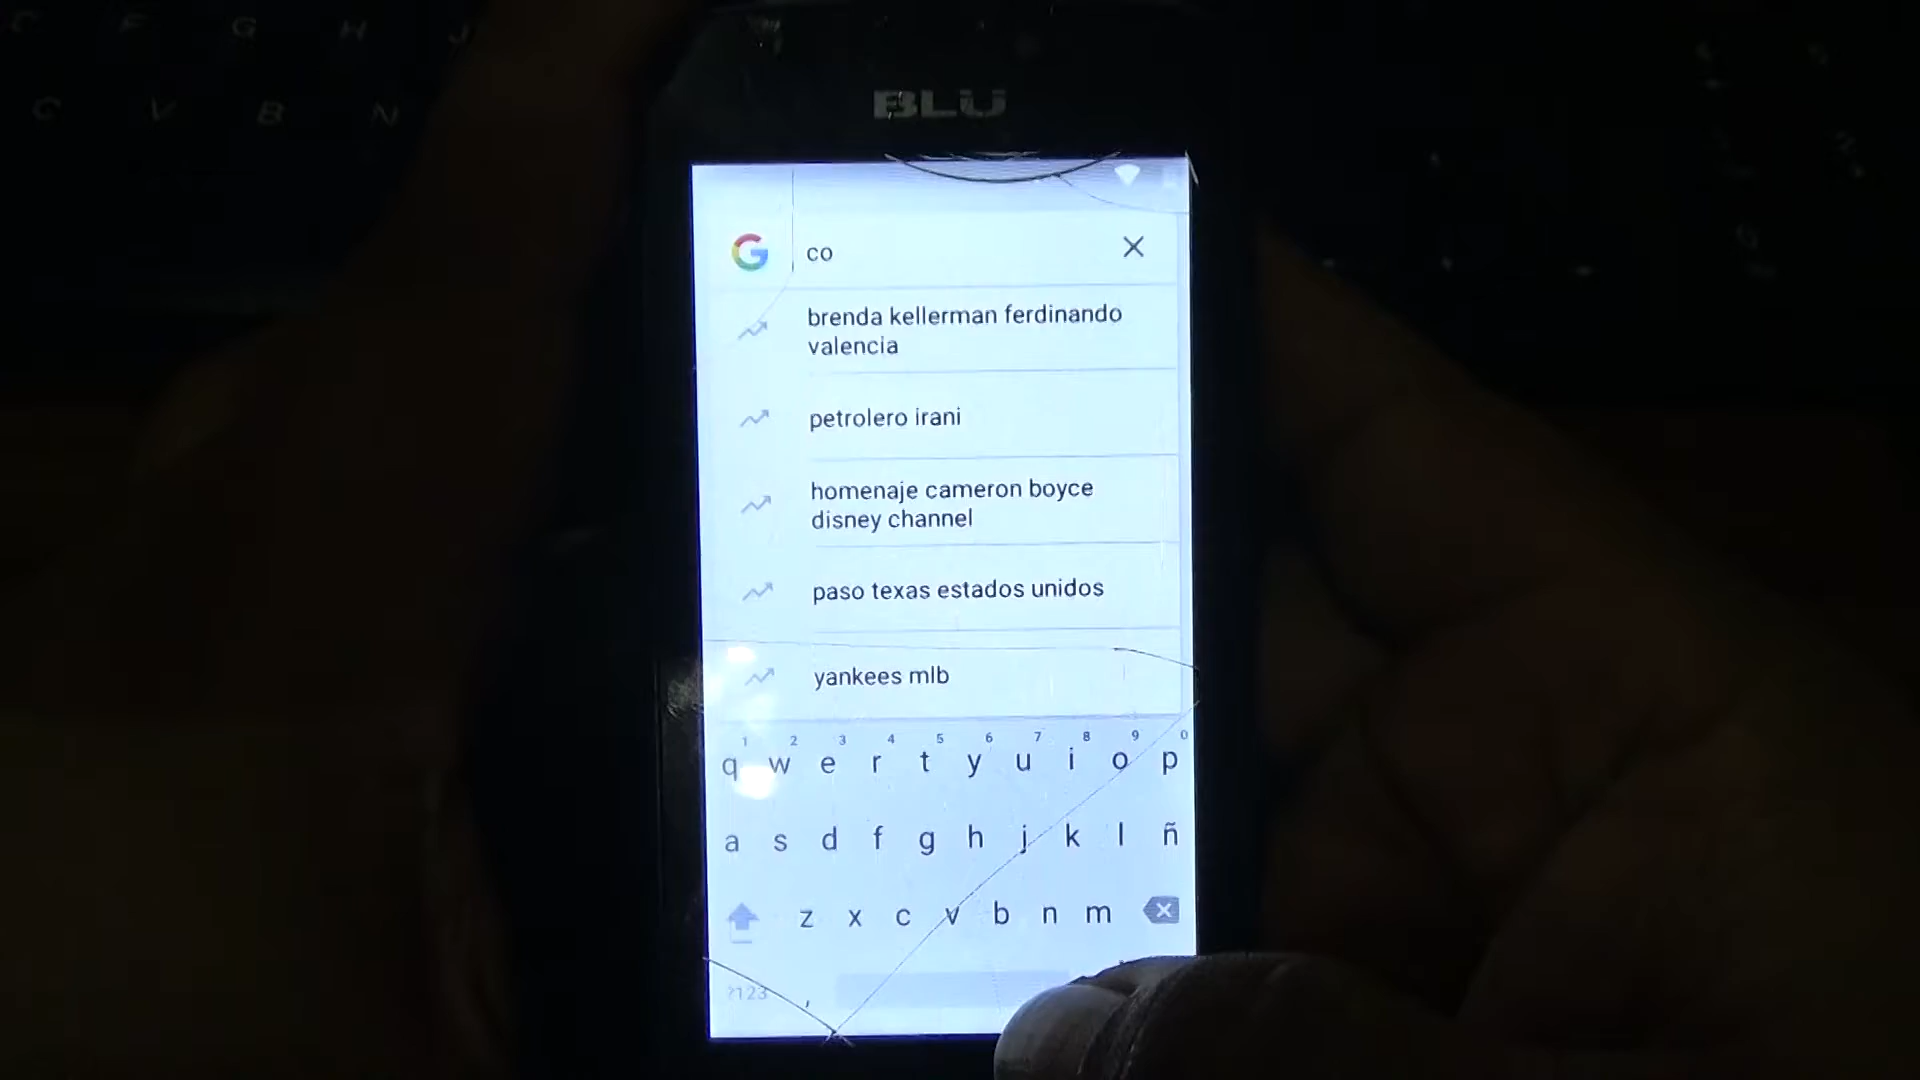 C F G H J
C V B N
BLU
G co
brenda kellerman ferdinando
valencia
petrolero irani
homenaje cameron boyce
disney channel
paso texas estados unidos
yankees mlb
1 2 3 4 5 6 7 8 9 0
q w e r t y u i o p
a s d f g h j k l ñ
z x c v b n m
?123 ,